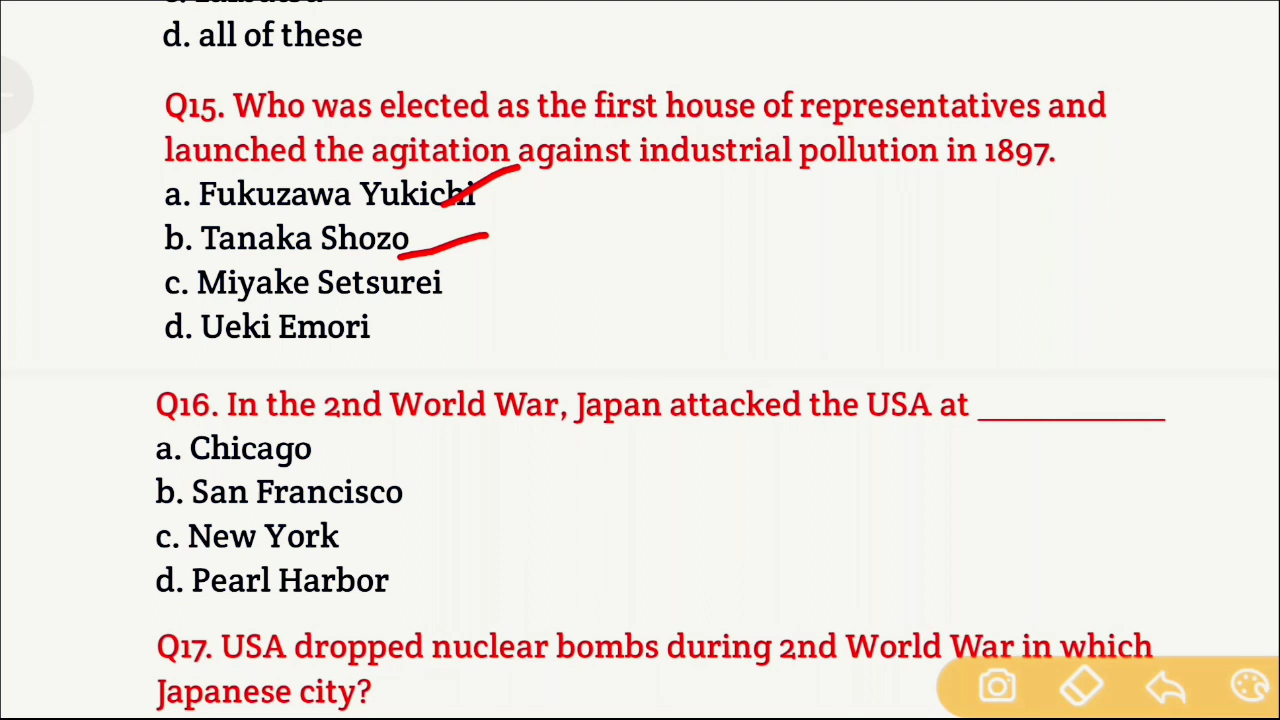 d. all of these
Q15. Who was elected as the first house of representatives and
launched the agitation against industrial pollution in 1897.
a. Fukuzawa Yukichi
b. Tanaka Shozo
c. Miyake Setsurei
d. Ueki Emori
Q16. In the 2nd World War, Japan attacked the USA at ___________
a. Chicago
b. San Francisco
c. New York
d. Pearl Harbor
Q17. USA dropped nuclear bombs during 2nd World War in which
Japanese city?